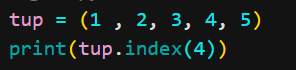 tup = (1 , 2, 3, 4, 5)
print(tup.index(4))